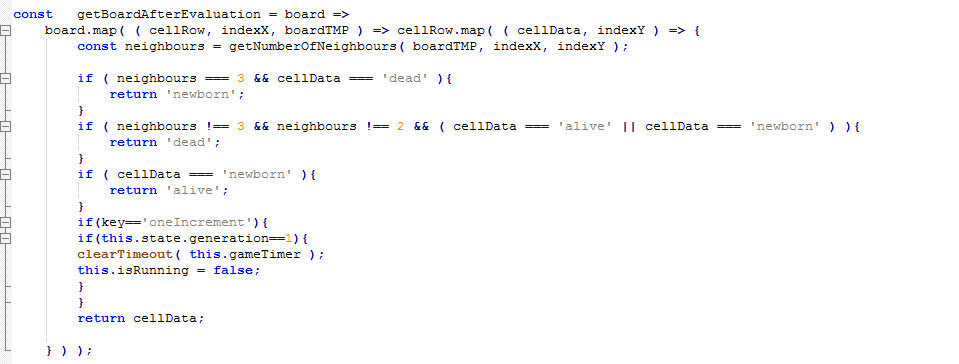 const   getBoardAfterEvaluation = board =>
    board.map( ( cellRow, indexX, boardTMP ) => cellRow.map( ( cellData, indexY ) => {
        const neighbours = getNumberOfNeighbours( boardTMP, indexX, indexY );
        if ( neighbours === 3 && cellData === 'dead' ){
            return 'newborn';
        }
        if ( neighbours !== 3 && neighbours !== 2 && ( cellData === 'alive' || cellData === 'newborn' ) ){
            return 'dead';
        }
        if ( cellData === 'newborn' ){
            return 'alive';
        }
        if(key=='oneIncrement'){
        if(this.state.generation==1){
        clearTimeout( this.gameTimer );
        this.isRunning = false;
        }
        }
        return cellData;
    } ) );